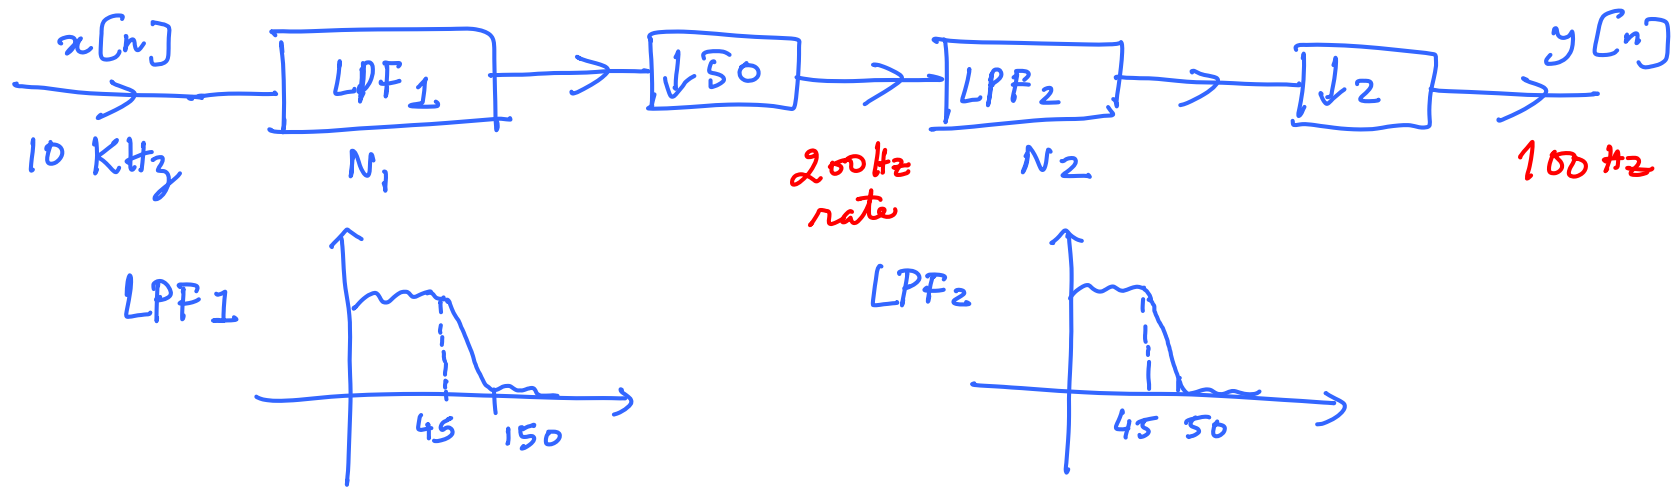 x[n]
LPF1
↓50
LPF2
↓2
y[n]
10 KHz
N1
200Hz
rate
N2
100 Hz
LPF1
45 150
LPF2
45 50